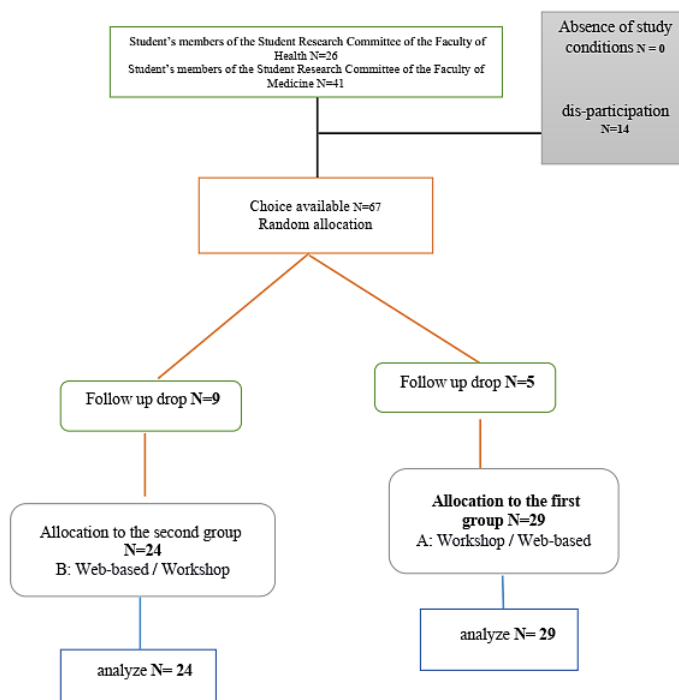 Student’s members of the Student Research Committee of the Faculty of
Health N=26
Student’s members of the Student Research Committee of the Faculty of
Medicine N=41
Absence of study
conditions N = 0
dis-participation
N=14
Choice available N=67
Random allocation
Follow up drop N=9
Follow up drop N=5
Allocation to the second group
N=24
B: Web-based / Workshop
Allocation to the first
group N=29
A: Workshop / Web-based
analyze N= 24
analyze N= 29